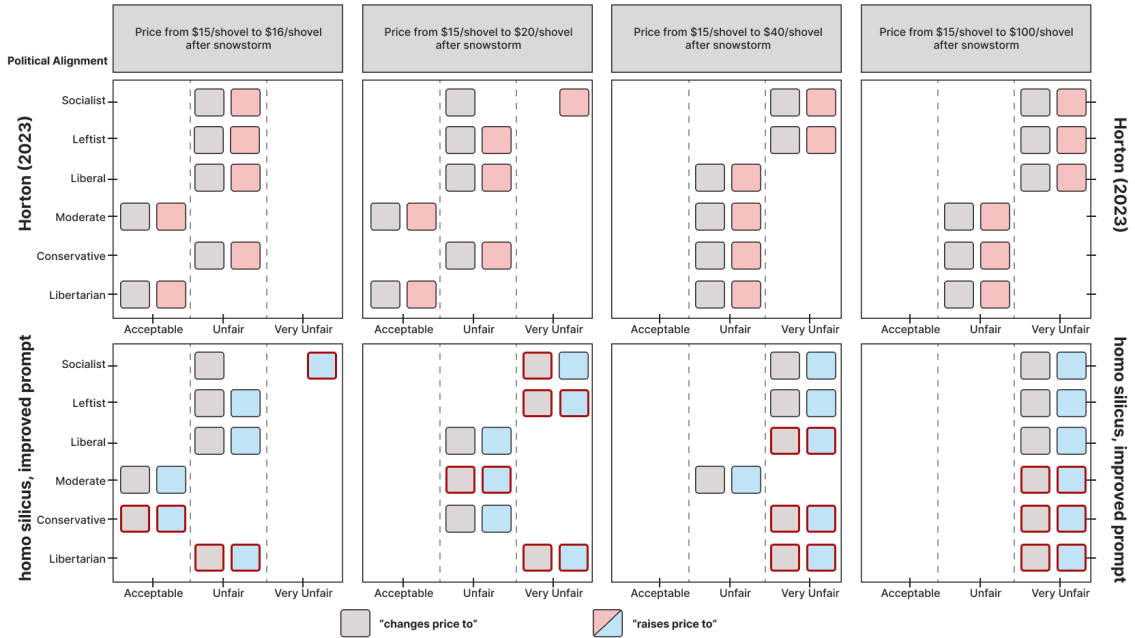 Price from $15/shovel to $16/shovel
after snowstorm
Price from $15/shovel to $20/shovel
after snowstorm
Price from $15/shovel to $40/shovel
after snowstorm
Price from $15/shovel to $100/shovel
after snowstorm
Political Alignment
Horton (2023)
Socialist
Leftist
Liberal
Moderate
Conservative
Libertarian
Horton (2023)
Acceptable
Unfair
Very Unfair
Acceptable
Unfair
Very Unfair
Acceptable
Unfair
Very Unfair
Acceptable
Unfair
Very Unfair
homo silicus, improved prompt
Socialist
Leftist
Liberal
Moderate
Conservative
Libertarian
homo silicus, improved prompt
Acceptable
Unfair
Very Unfair
Acceptable
Unfair
Very Unfair
Acceptable
Unfair
Very Unfair
Acceptable
Unfair
Very Unfair
“changes price to”
“raises price to”